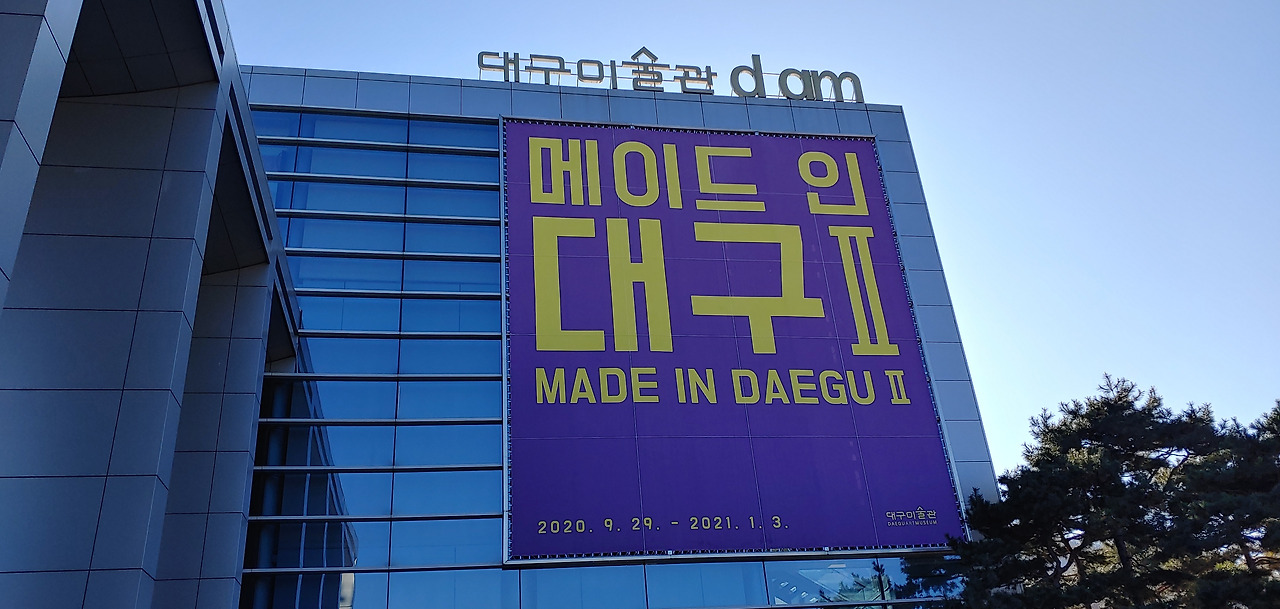 대구미술관 dam
메이드 인
대구 Ⅱ
MADE IN DAEGU Ⅱ
2020. 9. 29. - 2021. 1. 3.
대구미술관
DAEGUARTMUSEUM